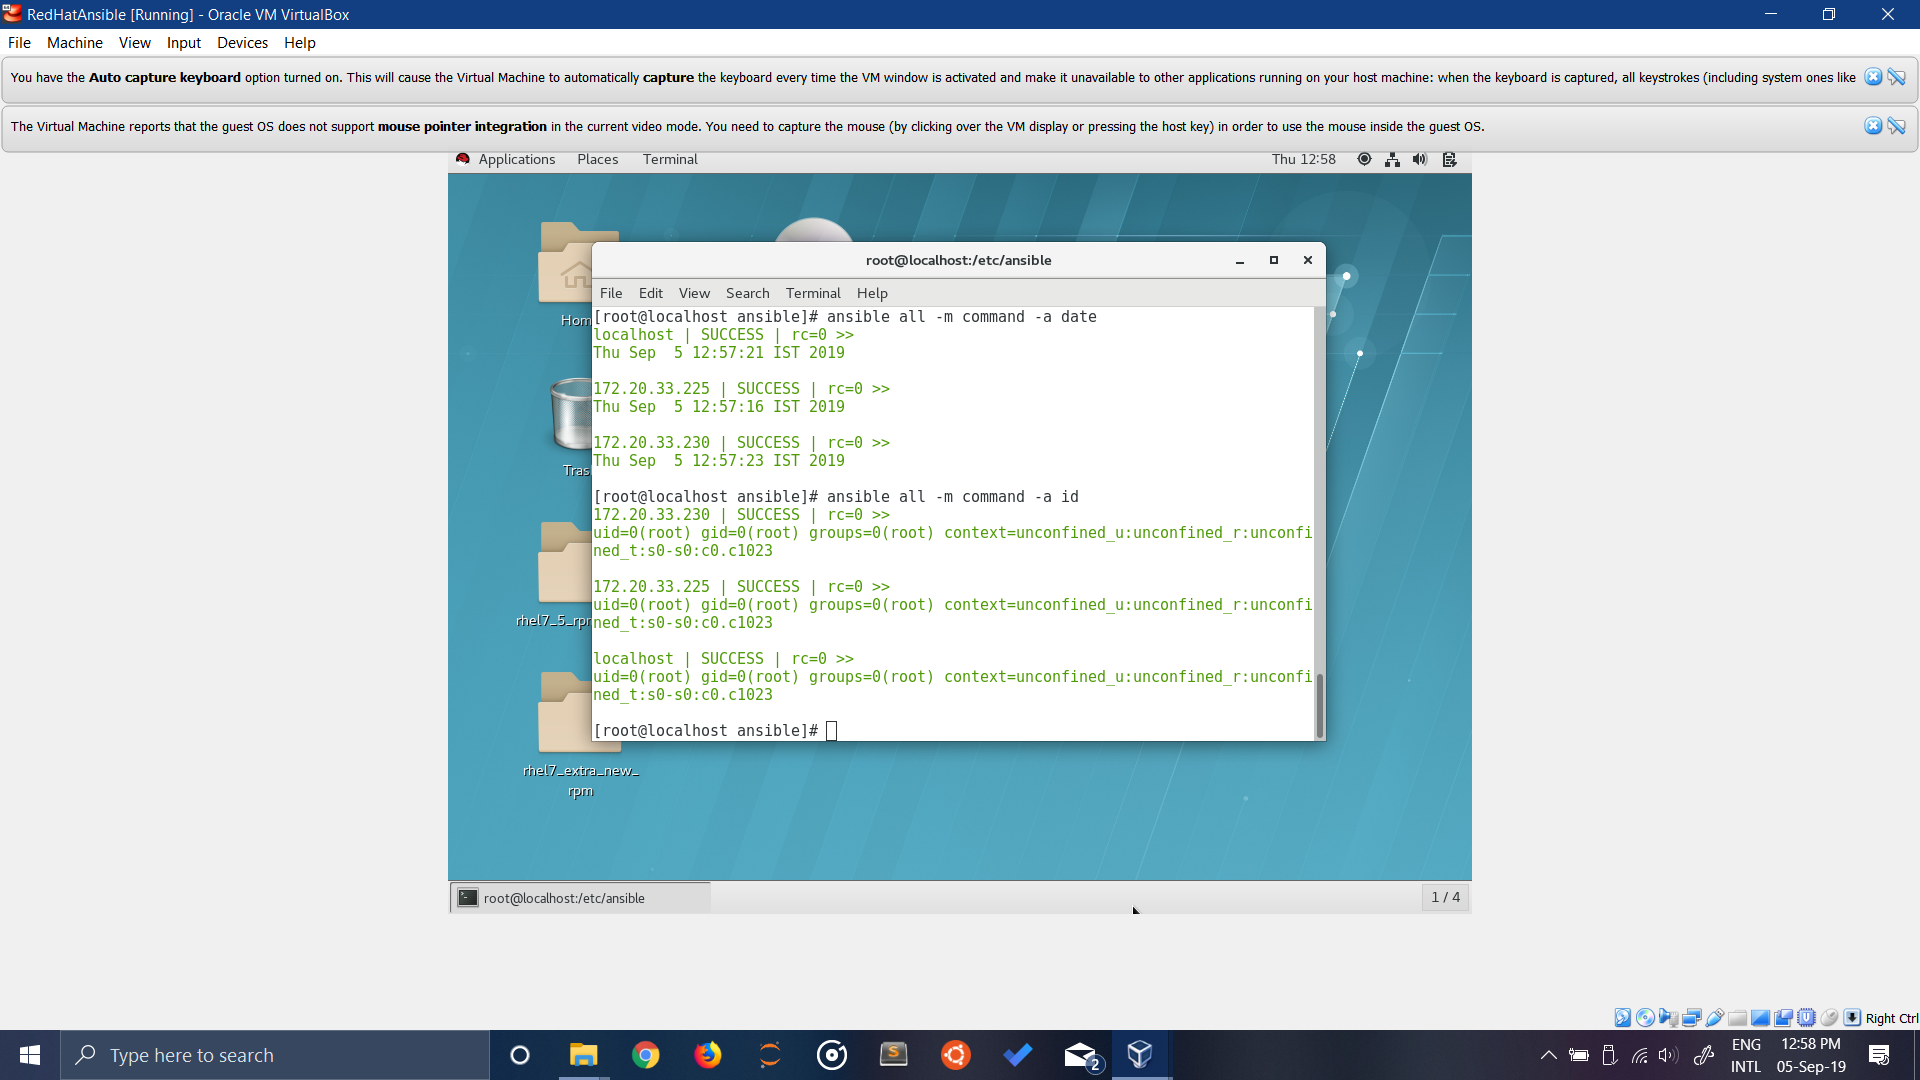 RedHatAnsible [Running] - Oracle VM VirtualBox
File Machine View Input Devices Help
You have the Auto capture keyboard option turned on. This will cause the Virtual Machine to automatically capture the keyboard every time the VM window is activated and make it unavailable to other applications running on your host machine: when the keyboard is captured, all keystrokes (including system ones like
The Virtual Machine reports that the guest OS does not support mouse pointer integration in the current video mode. You need to capture the mouse (by clicking over the VM display or pressing the host key) in order to use the mouse inside the guest OS.
Applications Places Terminal Thu 12:58
root@localhost:/etc/ansible
File Edit View Search Terminal Help
[root@localhost ansible]# ansible all -m command -a date
localhost | SUCCESS | rc=0 >>
Thu Sep  5 12:57:21 IST 2019
172.20.33.225 | SUCCESS | rc=0 >>
Thu Sep  5 12:57:16 IST 2019
172.20.33.230 | SUCCESS | rc=0 >>
Thu Sep  5 12:57:23 IST 2019
[root@localhost ansible]# ansible all -m command -a id
172.20.33.230 | SUCCESS | rc=0 >>
uid=0(root) gid=0(root) groups=0(root) context=unconfined_u:unconfined_r:unconfi
ned_t:s0-s0:c0.c1023
172.20.33.225 | SUCCESS | rc=0 >>
uid=0(root) gid=0(root) groups=0(root) context=unconfined_u:unconfined_r:unconfi
ned_t:s0-s0:c0.c1023
localhost | SUCCESS | rc=0 >>
uid=0(root) gid=0(root) groups=0(root) context=unconfined_u:unconfined_r:unconfi
ned_t:s0-s0:c0.c1023
[root@localhost ansible]#
Hom
Tras
rhel7_5_rp
rhel7_extra_new_
rpm
root@localhost:/etc/ansible
1 / 4
Right Ctrl
Type here to search
2
ENG
INTL
12:58 PM
05-Sep-19